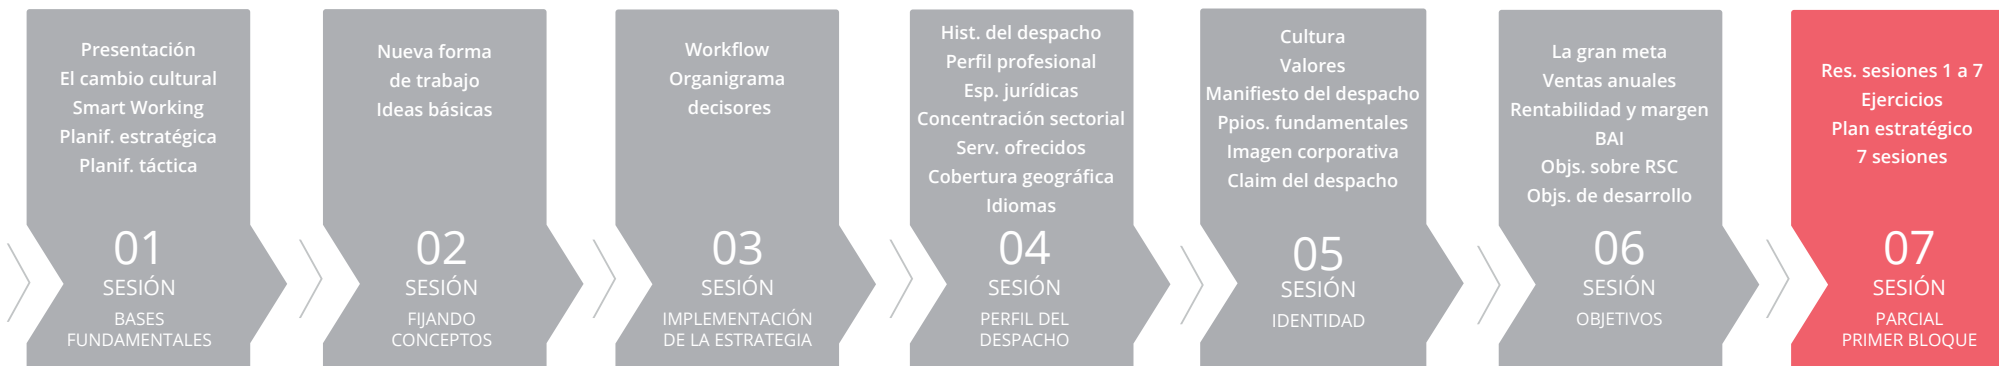 Presentación
El cambio cultural
Smart Working
Planif. estratégica
Planif. táctica
01
SESIÓN
BASES
FUNDAMENTALES
Nueva forma
de trabajo
Ideas básicas
02
SESIÓN
FIJANDO
CONCEPTOS
Workflow
Organigrama
decisores
03
SESIÓN
IMPLEMENTACIÓN
DE LA ESTRATEGIA
Hist. del despacho
Perfil profesional
Esp. jurídicas
Concentración sectorial
Serv. ofrecidos
Cobertura geográfica
Idiomas
04
SESIÓN
PERFIL DEL
DESPACHO
Cultura
Valores
Manifiesto del despacho
Ppios. fundamentales
Imagen corporativa
Claim del despacho
05
SESIÓN
IDENTIDAD
La gran meta
Ventas anuales
Rentabilidad y margen
BAI
Objs. sobre RSC
Objs. de desarrollo
06
SESIÓN
OBJETIVOS
Res. sesiones 1 a 7
Ejercicios
Plan estratégico
7 sesiones
07
SESIÓN
PARCIAL
PRIMER BLOQUE